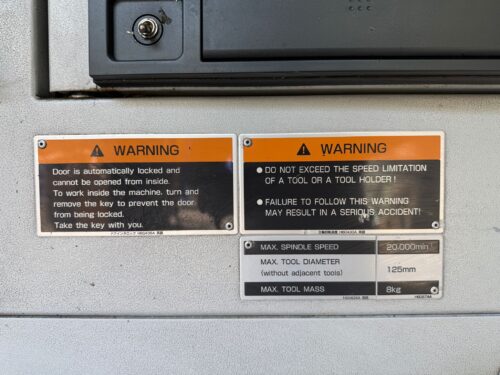 WARNING
Door is automatically locked and
cannot be opened from inside.
To work inside the machine, turn and
remove the key to prevent the door
from being locked.
Take the key with you.
WARNING
● DO NOT EXCEED THE SPEED LIMITATION
OF A TOOL OR A TOOL HOLDER!
● FAILURE TO FOLLOW THIS WARNING
MAY RESULT IN A SERIOUS ACCIDENT!
MAX. SPINDLE SPEED 20,000min
MAX. TOOL DIAMETER
(without adjacent tools) 125mm
MAX. TOOL MASS 8kg